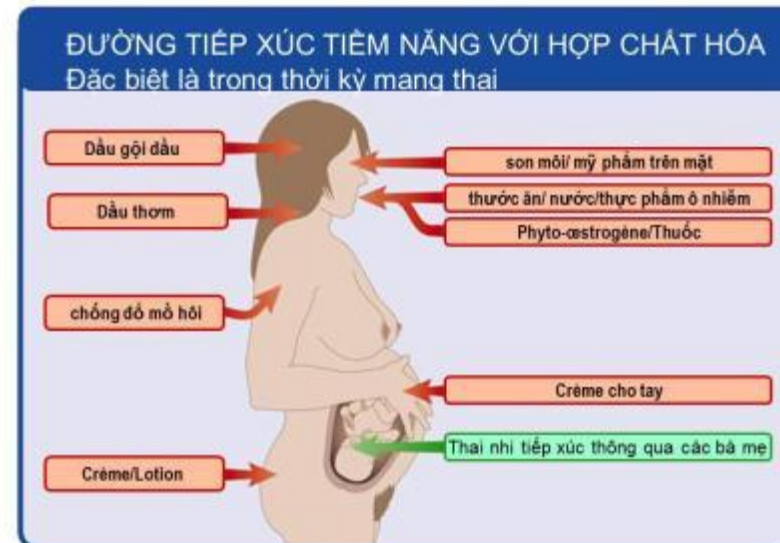 ĐƯỜNG TIẾP XÚC TIỀM NĂNG VỚI HỢP CHẤT HÓA
Đặc biệt là trong thời kỳ mang thai
Dầu gội đầu
Dầu thơm
chống đổ mồ hôi
Crème/Lotion
son môi/ mỹ phẩm trên mặt
thước ăn/ nước/thực phẩm ô nhiễm
Phyto-œstrogène/Thuốc
Crème cho tay
Thai nhi tiếp xúc thông qua các bà mẹ